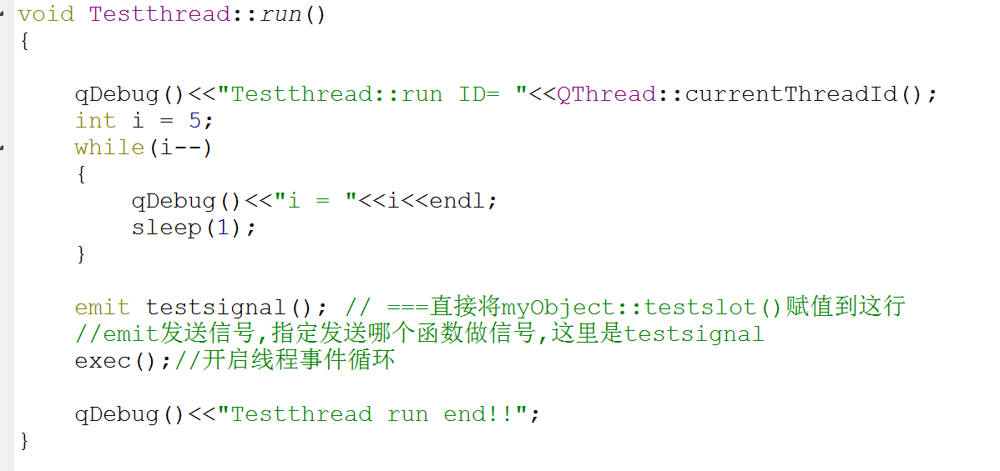 void Testthread::run()
{
qDebug()<<"Testthread::run ID= "<<QThread::currentThreadId();
int i = 5;
while(i--)
{
qDebug()<<"i = "<<i<<endl;
sleep(1);
}
emit testsignal(); // ===直接将myObject::testslot()赋值到这行
//emit发送信号,指定发送哪个函数做信号,这里是testsignal
exec();//开启线程事件循环
qDebug()<<"Testthread run end!!";
}